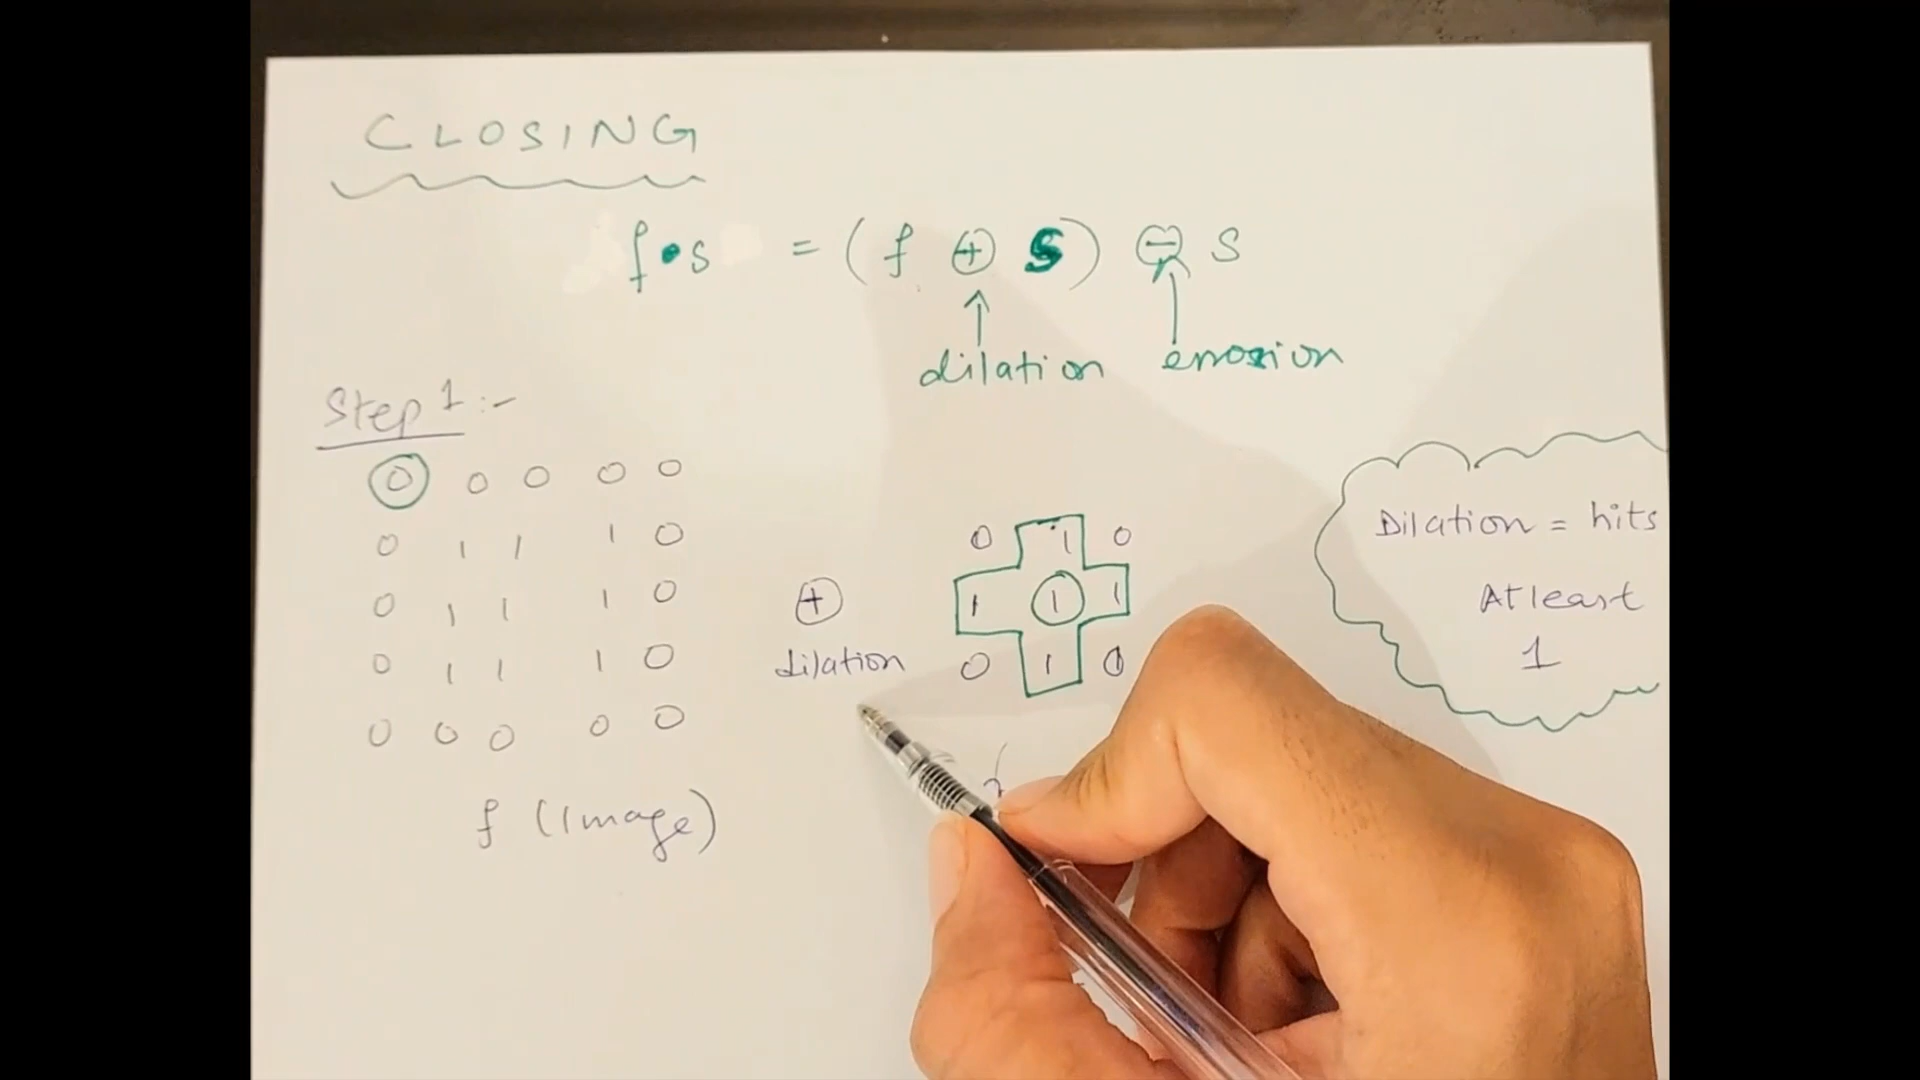 CLOSING
f•s = (f ⊕ S) ⊖ S
dilation errosion
Step 1:-
0 0 0 0 0
0 1 1 1 0
0 1 1 1 0
0 1 1 1 0
0 0 0 0 0
f (Image)
⊕
dilation
0 1 0
1 1 1
0 1 0
Dilation = hits
Atleast
1